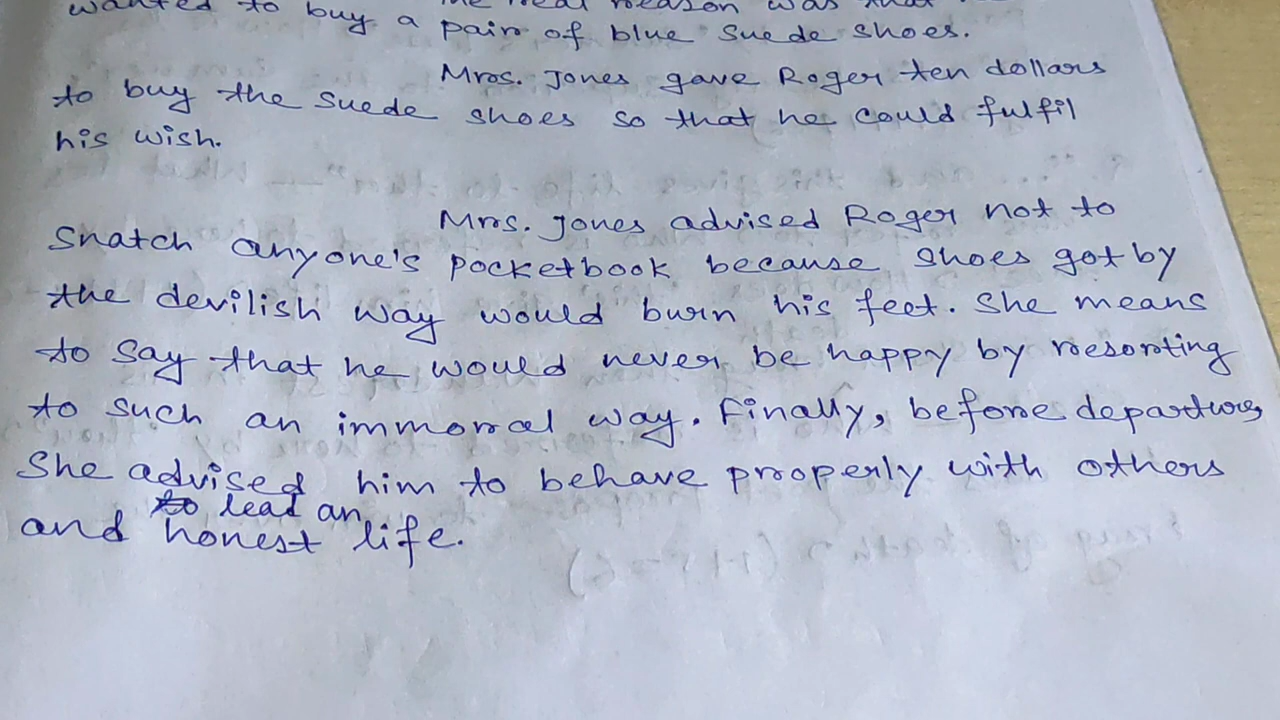 wanted to buy a pair of blue suede shoes.
Mrs. Jones gave Roger ten dollars
to buy the suede shoes so that he could fulfil
his wish.
Mrs. Jones advised Roger not to
snatch anyone's pocketbook because shoes got by
the devilish way would burn his feet. She means
to say that he would never be happy by resorting
to such an immoral way. Finally, before departure,
She advised him to behave properly with others
to lead an
and honest life.